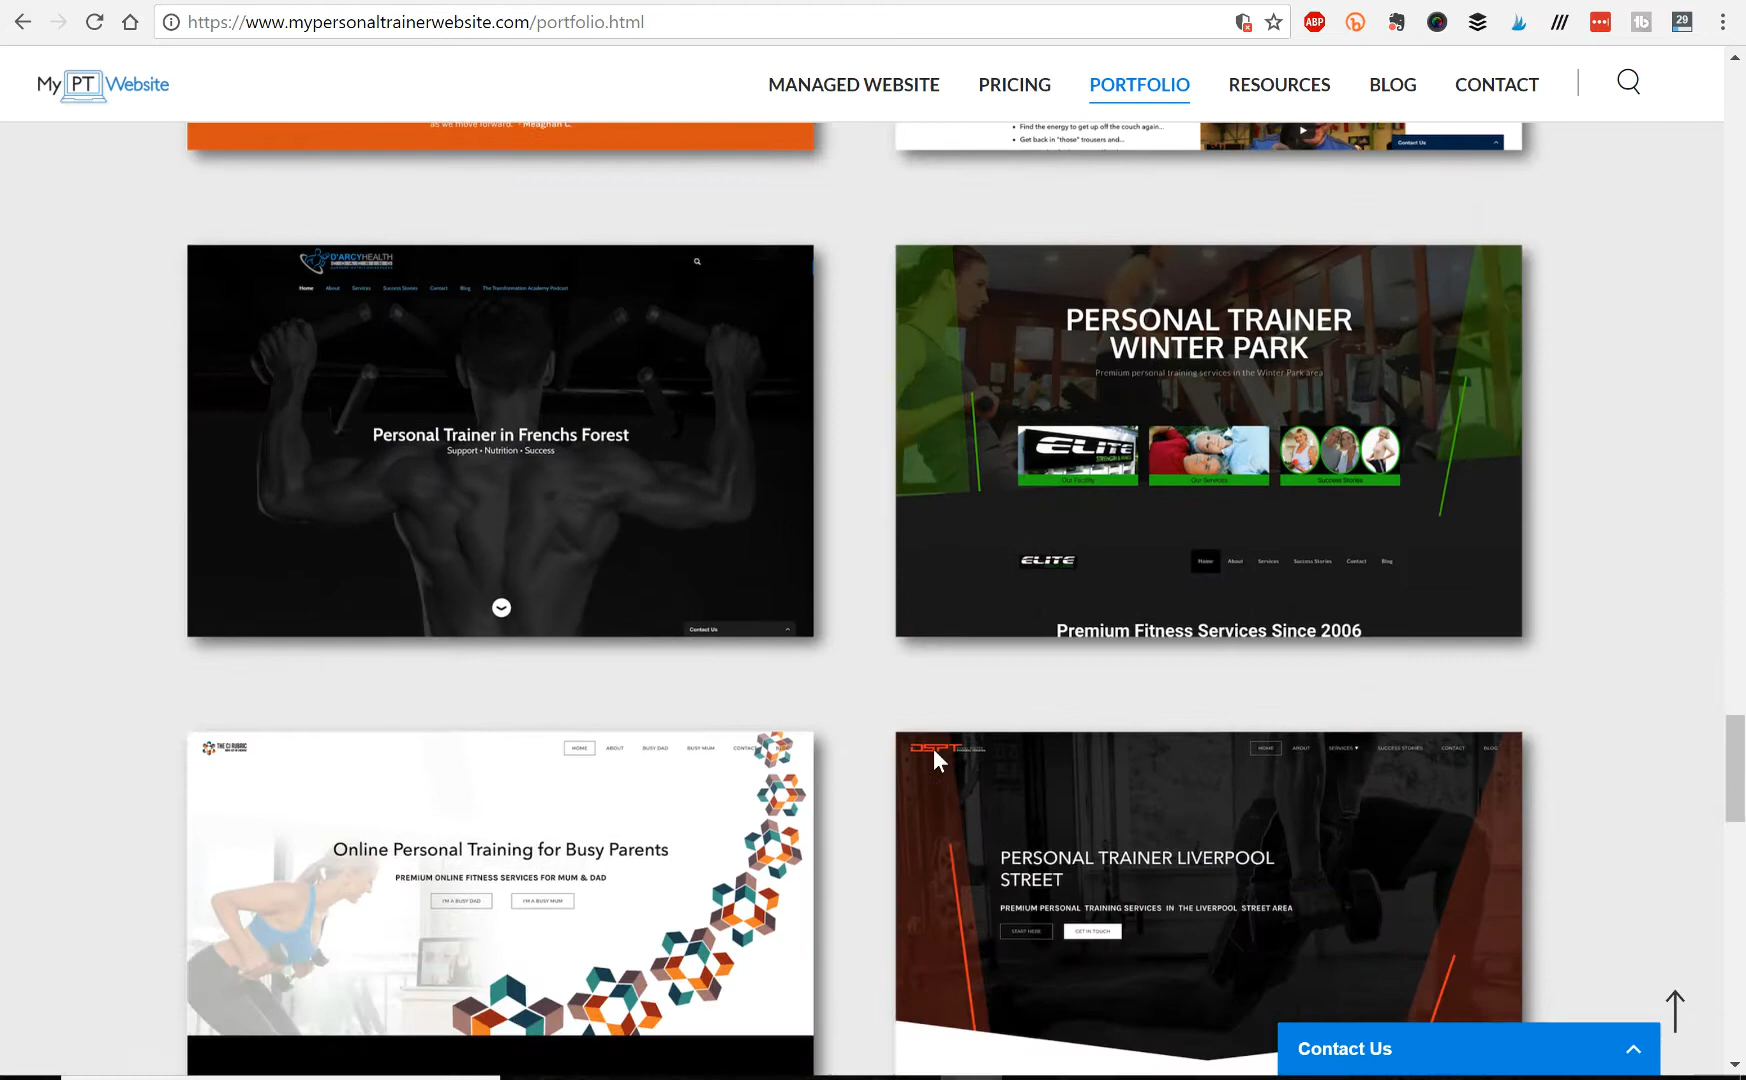 https://www.mypersonaltrainerwebsite.com/portfolio.html
ABP
29
My PT Website
MANAGED WEBSITE
PRICING
PORTFOLIO
RESOURCES
BLOG
CONTACT
as we move forward. - Meaghan C.
Find the energy to get up off the couch again...
Get back in "those" trousers and...
Contact Us
D'ARCYHEALTH
COACHING
Home About Services Success Stories Contact Blog The Transformation Academy Podcast
Personal Trainer in Frenchs Forest
Support • Nutrition • Success
Contact Us
PERSONAL TRAINER
WINTER PARK
Premium personal training services in the Winter Park area
ELITE
Our Facility
Our Services
Success Stories
ELITE
Home About Services Success Stories Contact Blog
Premium Fitness Services Since 2006
THE CJ RUBRIC
HOME ABOUT BUSY DAD BUSY MUM CONTACT
Online Personal Training for Busy Parents
PREMIUM ONLINE FITNESS SERVICES FOR MUM & DAD
I'M A BUSY DAD
I'M A BUSY MUM
DSPT
HOME ABOUT SERVICES ▼ SUCCESS STORIES CONTACT BLOG
PERSONAL TRAINER LIVERPOOL
STREET
PREMIUM PERSONAL TRAINING SERVICES IN THE LIVERPOOL STREET AREA
START HERE
GET IN TOUCH
Contact Us